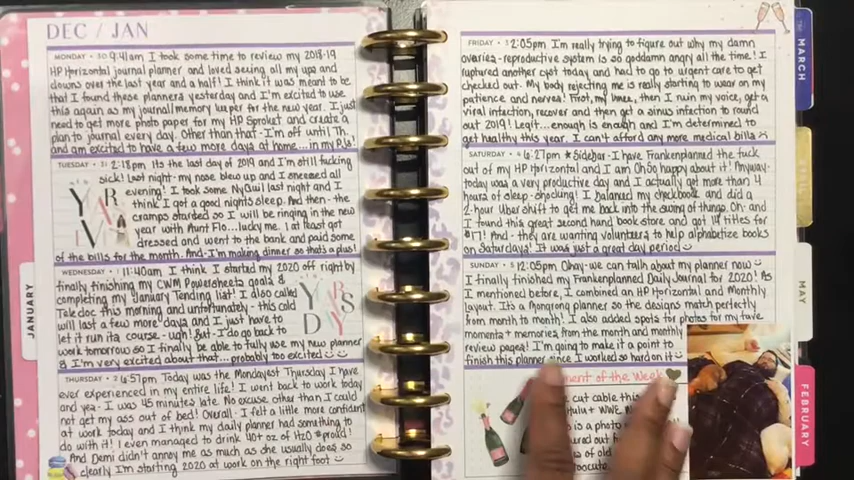 DEC / JAN
MONDAY 30 9:41am I took some time to review my 2018-19
HP Horizontal journal planner and loved seeing all my ups and
downs over the last year and a half! I think it was meant to be
that I found these planners yesterday and I'm excited to use
this again as my journal memory keeper for the new year. I just
need to get more photo paper for my HP Sprocket and create a
plan to journal every day. Other than that - I'm off until Th.
and am excited to have a few more days at home...in my PJs!
TUESDAY 31 2:18pm Its the last day of 2019 and I'm still fucking
sick! Last night - my nose blew up and I sneezed all
evening! I took some NyQuil last night and I
think I got a good night's sleep. And then - the
cramps started so I will be ringing in the new
year with Aunt Flo...lucky me. I at least got
dressed and went to the bank and paid some
of the bills for the month. And - I'm making dinner so that's a plus!
YEAR
WEDNESDAY 1 11:40am I think I started my 2020 off right by
finally finishing my CWM Powersheets goals &
completing my January Tending list! I also called
Teledoc this morning and unfortunately - this cold
will last a few more days and I just have to
let it run its course - ugh! But - I do go back to
work tomorrow so I finally be able to fully use my new planner
& I'm very excited about that...probably too excited
THURSDAY 2 6:57pm Today was the Mondayest Thursday I have
ever experienced in my entire life! I went back to work today
and yea - I was 45 minutes late. No excuse other than I could
not get my ass out of bed! Overall - I felt a little more confident
at work today and I think my daily planner had something to
do with it! I even managed to drink 40+ oz of H2O #proud!
And Demi didn't annoy me as much as she usually does. So -
clearly I'm starting 2020 at work on the right foot
JANUARY
FRIDAY 3 2:05pm I'm really trying to figure out why my damn
ovaries - reproductive system is so goddamn angry all the time! I
ruptured another cyst today and had to go to urgent care to get
checked out. My body rejecting me is really starting to wear on my
patience and nerves! First, my knee, then I ruin my voice, get a
viral infection, recover and then get a sinus infection to round
out 2019! Legit...enough is enough and I'm determined to
get healthy this year. I can't afford any more medical bills
SATURDAY 4 6:27pm *Sidebar - I have Frankenplanned the fuck
out of my HP Horizontal and I am Oh So happy about it! Anyway -
today was a very productive day and I actually got more than 4
hours of sleep - shocking! I balanced my checkbook and did a
2-hour Uber shift to get me back into the swing of things. Oh - and
I found this great second hand book store and got 14 titles for
$17! And - they are wanting volunteers to help alphabetize books
on Saturdays! It was just a great day period
SUNDAY 5 12:05pm Okay - we can talk about my planner now
I finally finished my Frankenplanned Daily Journal for 2020! As
I mentioned before, I combined an HP Horizontal and Monthly
layout. Its a Mongrong planner so the designs match perfectly
from month to month! I also added spots for photos, my fave
moments + memories from the month and monthly
review pages! I'm going to make it a point to
finish this planner since I worked so hard on it
ment of the Week
cut cable this
Hulu + WWE
is a
ured out
of old
MARCH
APRIL
MAY
FEBRUARY